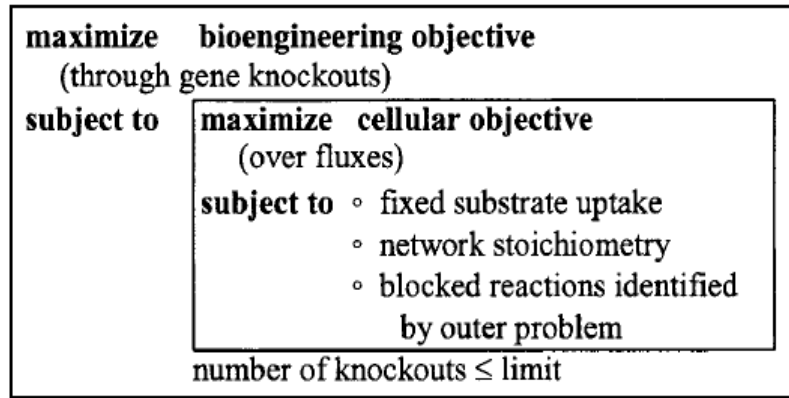 maximize bioengineering objective
(through gene knockouts)
subject to maximize cellular objective
(over fluxes)
subject to ◦ fixed substrate uptake
◦ network stoichiometry
◦ blocked reactions identified
by outer problem
number of knockouts ≤ limit